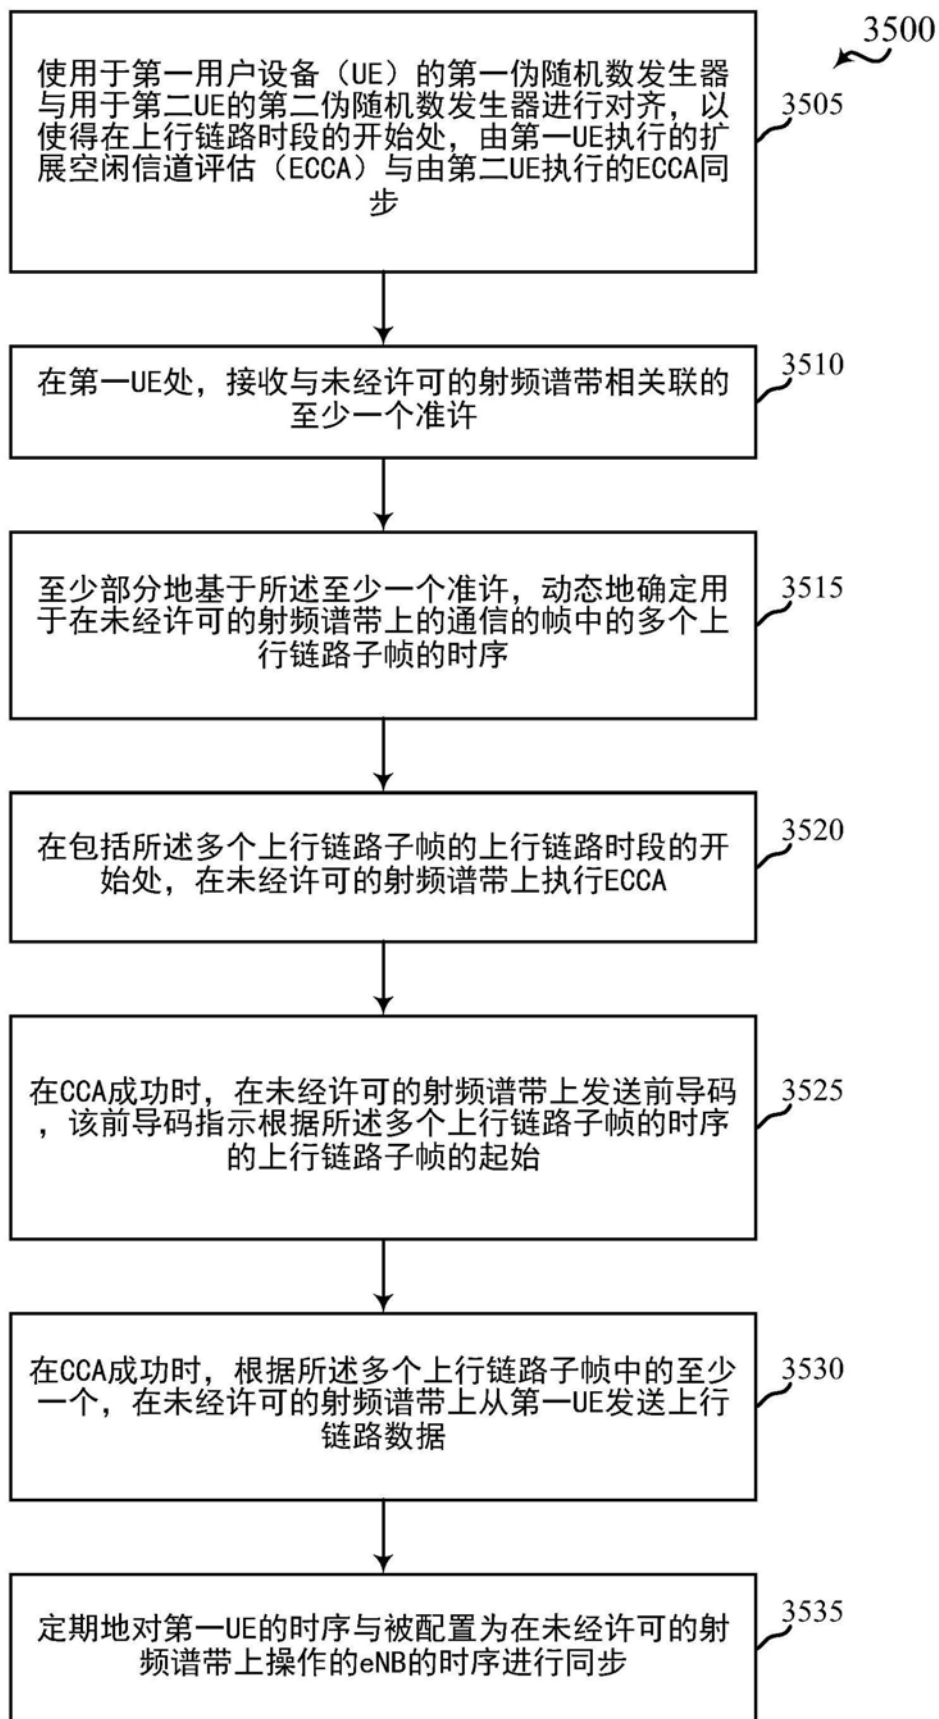 3500
使用于第一用户设备（UE）的第一伪随机数发生器
与用于第二UE的第二伪随机数发生器进行对齐，以
使得在上行链路时段的开始处，由第一UE执行的扩
展空闲信道评估（ECCA）与由第二UE执行的ECCA同
步
3505
在第一UE处，接收与未经许可的射频谱带相关联的
至少一个准许
3510
至少部分地基于所述至少一个准许，动态地确定用
于在未经许可的射频谱带上的通信的帧中的多个上
行链路子帧的时序
3515
在包括所述多个上行链路子帧的上行链路时段的开
始处，在未经许可的射频谱带上执行ECCA
3520
在CCA成功时，在未经许可的射频谱带上发送前导码
，该前导码指示根据所述多个上行链路子帧的时序
的上行链路子帧的起始
3525
在CCA成功时，根据所述多个上行链路子帧中的至少
一个，在未经许可的射频谱带上从第一UE发送上行
链路数据
3530
定期地对第一UE的时序与被配置为在未经许可的射
频谱带上操作的eNB的时序进行同步
3535